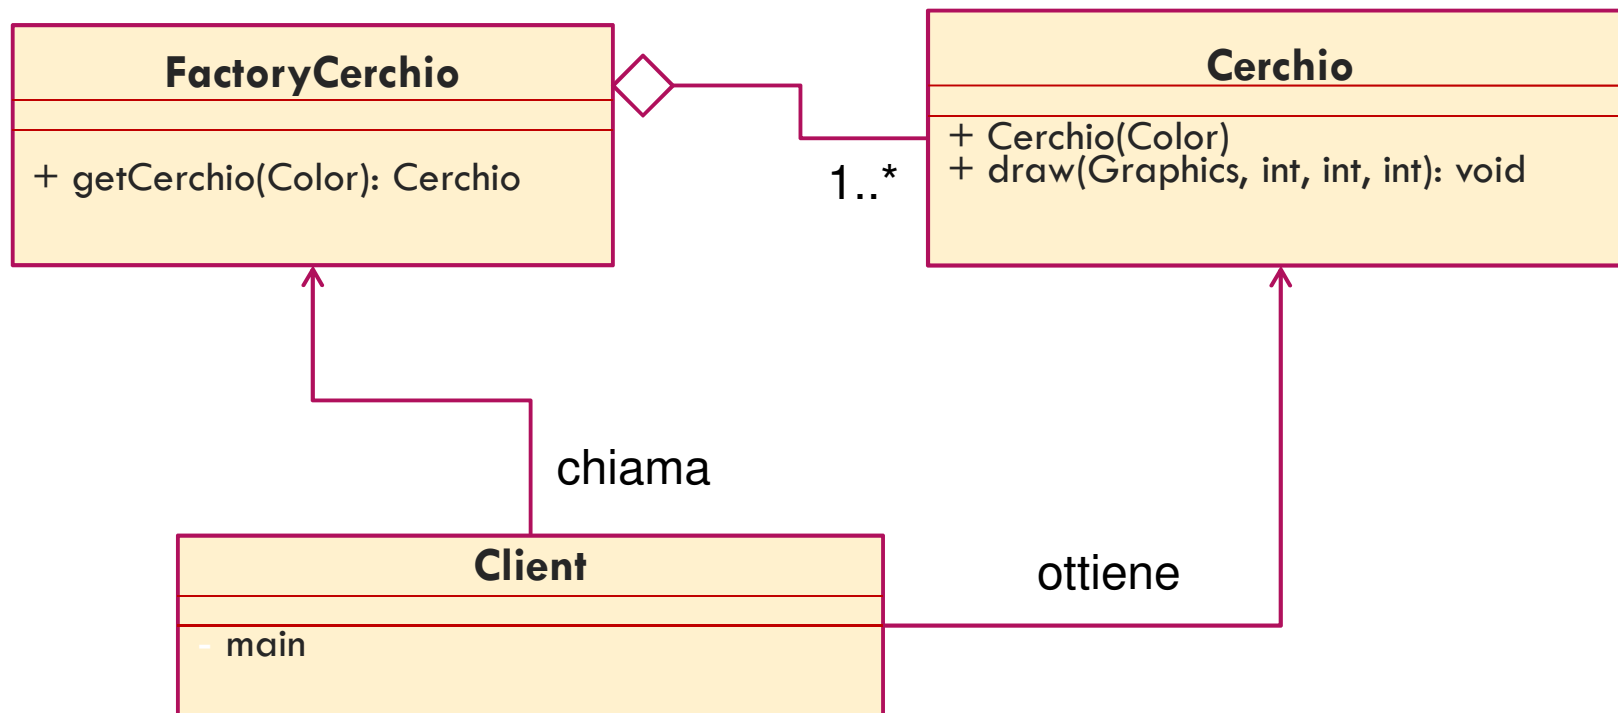 FactoryCerchio
+ getCerchio(Color): Cerchio
Cerchio
+ Cerchio(Color)
+ draw(Graphics, int, int, int): void
1..*
chiama
ottiene
Client
- main